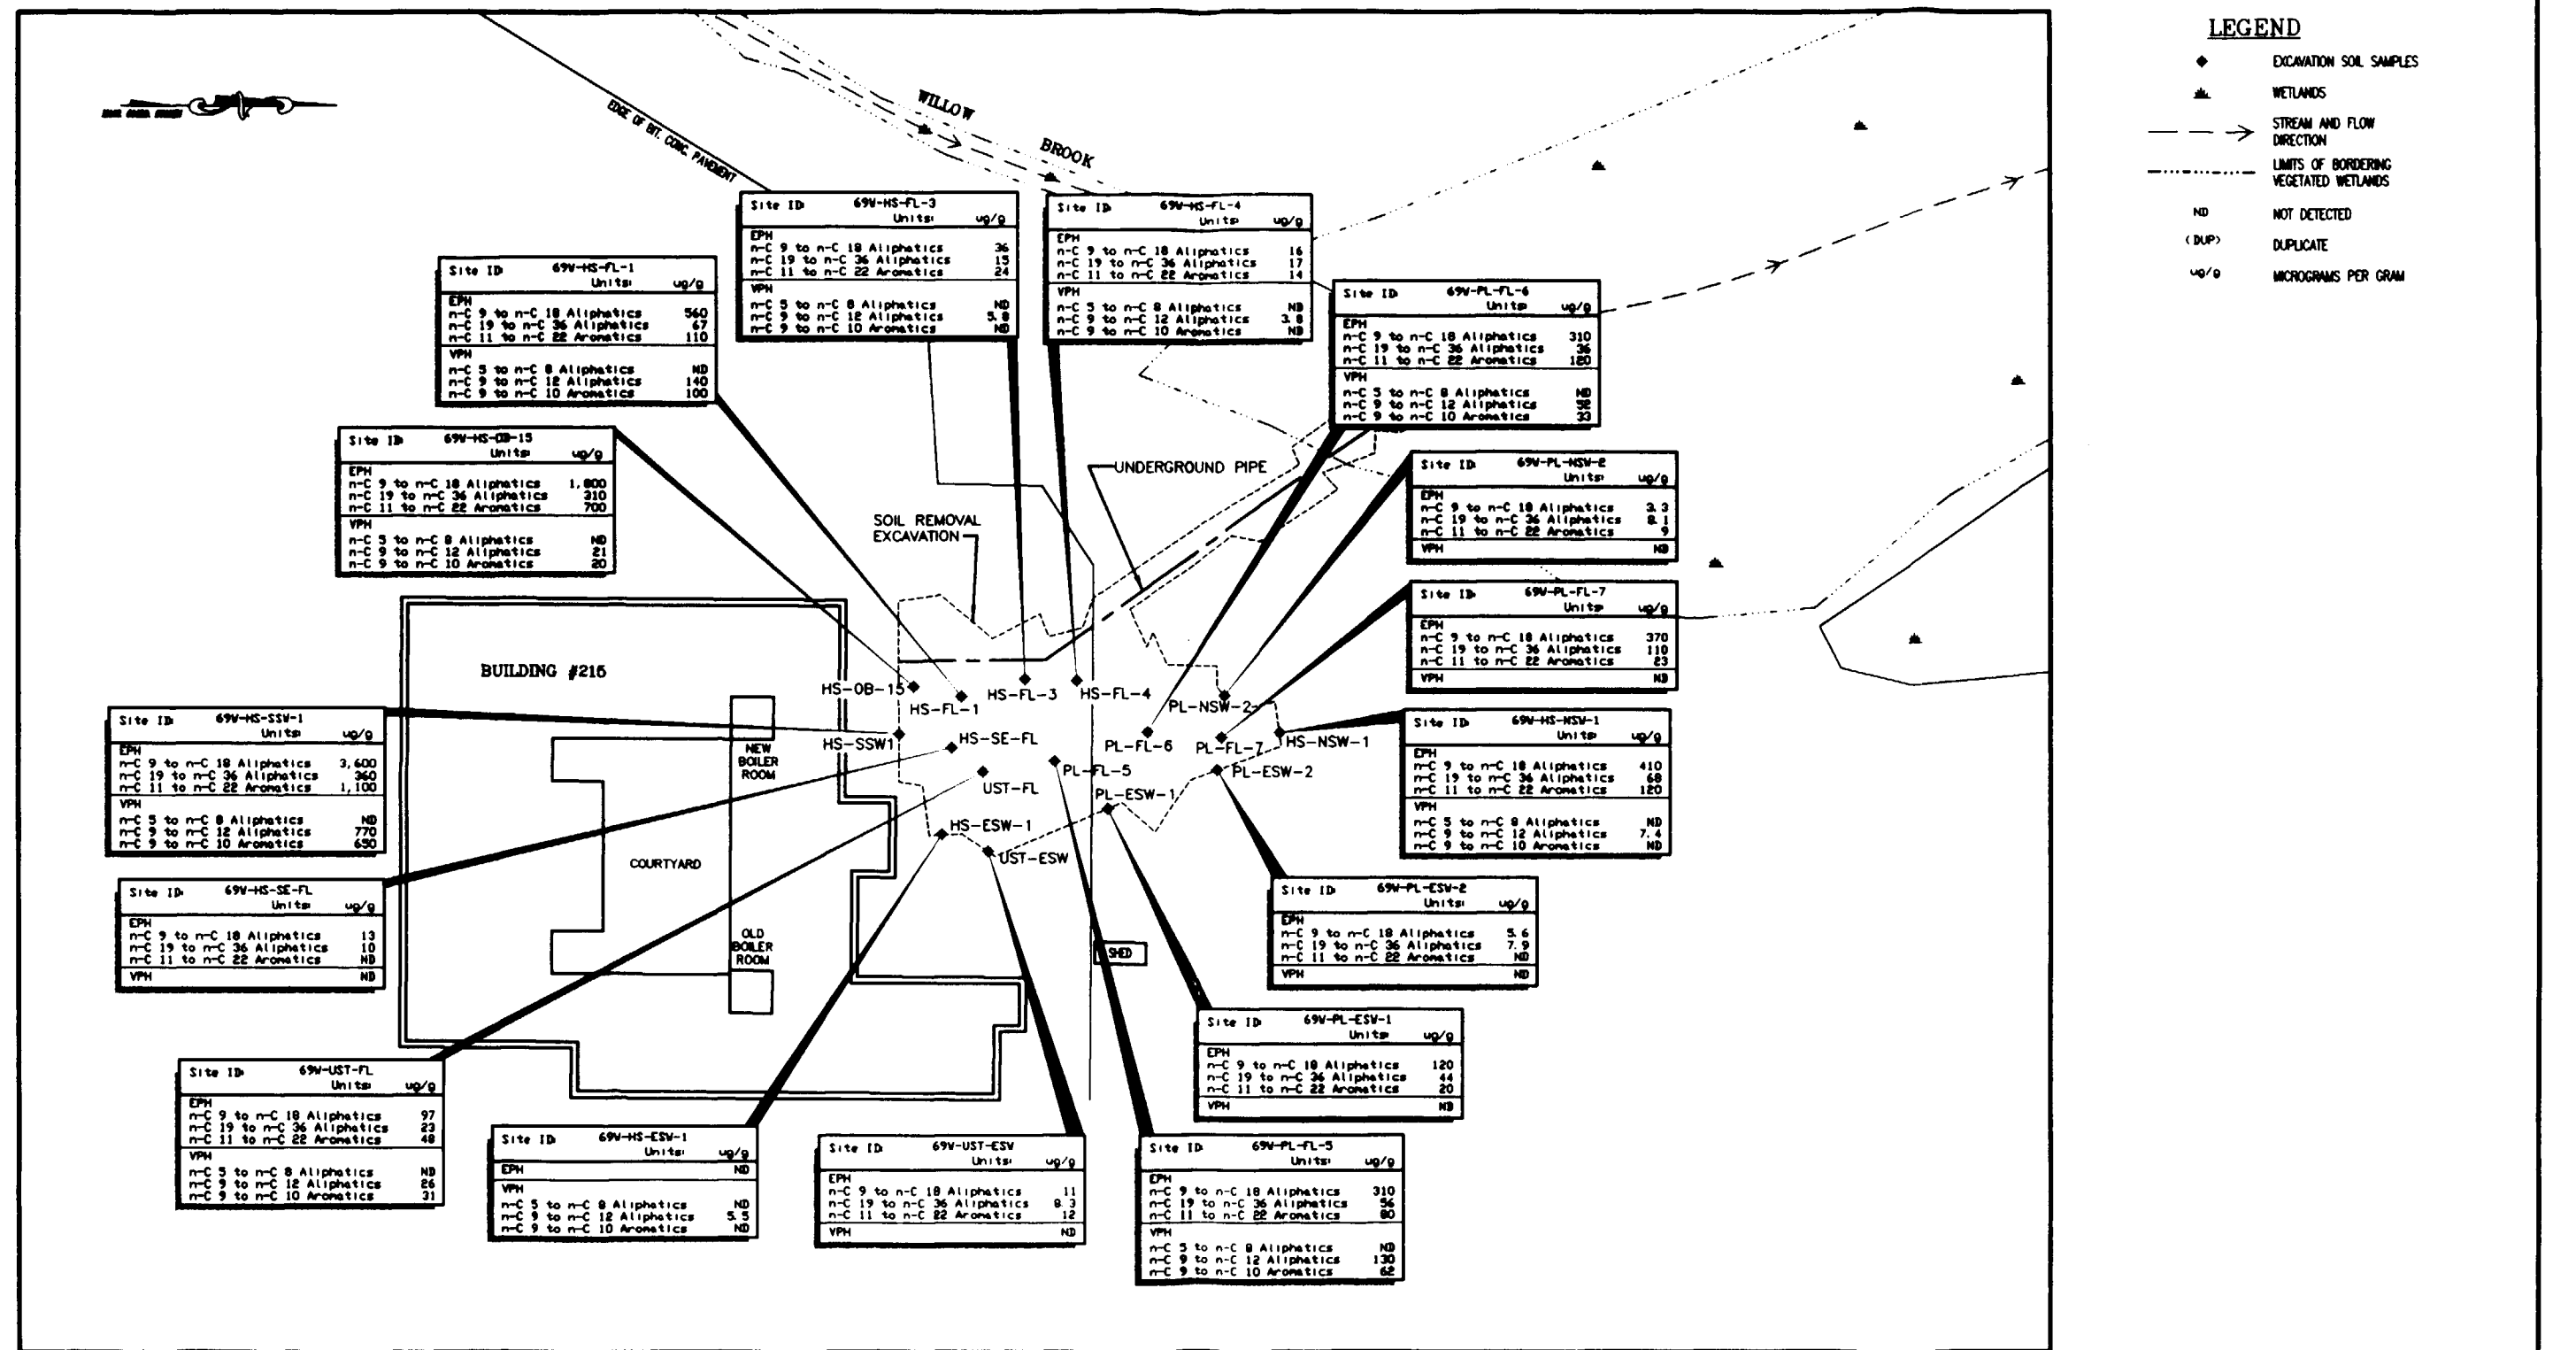 LEGEND
EXCAVATION SOIL SAMPLES
WETLANDS
STREAM AND FLOW
DIRECTION
LIMITS OF BORDERING
VEGETATED WETLANDS
ND NOT DETECTED
(DUP) DUPLICATE
ug/g MICROGRAMS PER GRAM
WILLOW
BROOK
EDGE OF BIT. CONC. PAVEMENT
Site ID: 69W-HS-FL-3
Units: ug/g
EPH
n-C 9 to n-C 18 Aliphatics 36
n-C 19 to n-C 36 Aliphatics 15
n-C 11 to n-C 22 Aromatics 24
VPH
n-C 5 to n-C 8 Aliphatics ND
n-C 9 to n-C 12 Aliphatics 5.8
n-C 9 to n-C 10 Aromatics ND
Site ID: 69W-HS-FL-4
Units: ug/g
EPH
n-C 9 to n-C 18 Aliphatics 16
n-C 19 to n-C 36 Aliphatics 17
n-C 11 to n-C 22 Aromatics 14
VPH
n-C 5 to n-C 8 Aliphatics ND
n-C 9 to n-C 12 Aliphatics 3.8
n-C 9 to n-C 10 Aromatics ND
Site ID: 69W-HS-FL-1
Units: ug/g
EPH
n-C 9 to n-C 18 Aliphatics 560
n-C 19 to n-C 36 Aliphatics 67
n-C 11 to n-C 22 Aromatics 110
VPH
n-C 5 to n-C 8 Aliphatics ND
n-C 9 to n-C 12 Aliphatics 140
n-C 9 to n-C 10 Aromatics 100
Site ID: 69W-PL-FL-6
Units: ug/g
EPH
n-C 9 to n-C 18 Aliphatics 310
n-C 19 to n-C 36 Aliphatics 36
n-C 11 to n-C 22 Aromatics 120
VPH
n-C 5 to n-C 8 Aliphatics ND
n-C 9 to n-C 12 Aliphatics
n-C 9 to n-C 10 Aromatics 33
Site ID: 69W-HS-OB-15
Units: ug/g
EPH
n-C 9 to n-C 18 Aliphatics 1,800
n-C 19 to n-C 36 Aliphatics 310
n-C 11 to n-C 22 Aromatics 700
VPH
n-C 5 to n-C 8 Aliphatics ND
n-C 9 to n-C 12 Aliphatics 21
n-C 9 to n-C 10 Aromatics 20
Site ID: 69W-PL-NSW-2
Units: ug/g
EPH
n-C 9 to n-C 18 Aliphatics 3.3
n-C 19 to n-C 36 Aliphatics 8.1
n-C 11 to n-C 22 Aromatics 9
VPH ND
UNDERGROUND PIPE
SOIL REMOVAL
EXCAVATION
Site ID: 69W-PL-FL-7
Units: ug/g
EPH
n-C 9 to n-C 18 Aliphatics 370
n-C 19 to n-C 36 Aliphatics 110
n-C 11 to n-C 22 Aromatics 23
VPH ND
BUILDING #215
HS-OB-15
HS-FL-1
HS-FL-3
HS-FL-4
PL-NSW-2
HS-SSW1
HS-SE-FL
PL-FL-6
PL-FL-7
HS-NSW-1
UST-FL
PL-FL-5
PL-ESW-2
PL-ESW-1
HS-ESW-1
UST-ESW
NEW
BOILER
ROOM
COURTYARD
OLD
BOILER
ROOM
SHED
Site ID: 69W-HS-SSW-1
Units: ug/g
EPH
n-C 9 to n-C 18 Aliphatics 3,600
n-C 19 to n-C 36 Aliphatics 360
n-C 11 to n-C 22 Aromatics 1,100
VPH
n-C 5 to n-C 8 Aliphatics ND
n-C 9 to n-C 12 Aliphatics 770
n-C 9 to n-C 10 Aromatics 650
Site ID: 69W-HS-NSW-1
Units: ug/g
EPH
n-C 9 to n-C 18 Aliphatics 410
n-C 19 to n-C 36 Aliphatics 68
n-C 11 to n-C 22 Aromatics 120
VPH
n-C 5 to n-C 8 Aliphatics ND
n-C 9 to n-C 12 Aliphatics 7.4
n-C 9 to n-C 10 Aromatics ND
Site ID: 69W-HS-SE-FL
Units: ug/g
EPH
n-C 9 to n-C 18 Aliphatics 13
n-C 19 to n-C 36 Aliphatics 10
n-C 11 to n-C 22 Aromatics ND
VPH ND
Site ID: 69W-PL-ESW-2
Units: ug/g
EPH
n-C 9 to n-C 18 Aliphatics 5.6
n-C 19 to n-C 36 Aliphatics 7.9
n-C 11 to n-C 22 Aromatics ND
VPH ND
Site ID: 69W-PL-ESW-1
Units: ug/g
EPH
n-C 9 to n-C 18 Aliphatics 120
n-C 19 to n-C 36 Aliphatics 44
n-C 11 to n-C 22 Aromatics 20
VPH ND
Site ID: 69W-UST-FL
Units: ug/g
EPH
n-C 9 to n-C 18 Aliphatics 97
n-C 19 to n-C 36 Aliphatics 23
n-C 11 to n-C 22 Aromatics 48
VPH
n-C 5 to n-C 8 Aliphatics ND
n-C 9 to n-C 12 Aliphatics 26
n-C 9 to n-C 10 Aromatics 31
Site ID: 69W-HS-ESW-1
Units: ug/g
EPH ND
VPH
n-C 5 to n-C 8 Aliphatics ND
n-C 9 to n-C 12 Aliphatics 5.5
n-C 9 to n-C 10 Aromatics ND
Site ID: 69W-UST-ESW
Units: ug/g
EPH
n-C 9 to n-C 18 Aliphatics 11
n-C 19 to n-C 36 Aliphatics 8.3
n-C 11 to n-C 22 Aromatics 12
VPH ND
Site ID: 69W-PL-FL-5
Units: ug/g
EPH
n-C 9 to n-C 18 Aliphatics 310
n-C 19 to n-C 36 Aliphatics 56
n-C 11 to n-C 22 Aromatics 80
VPH
n-C 5 to n-C 8 Aliphatics ND
n-C 9 to n-C 12 Aliphatics 130
n-C 9 to n-C 10 Aromatics 62